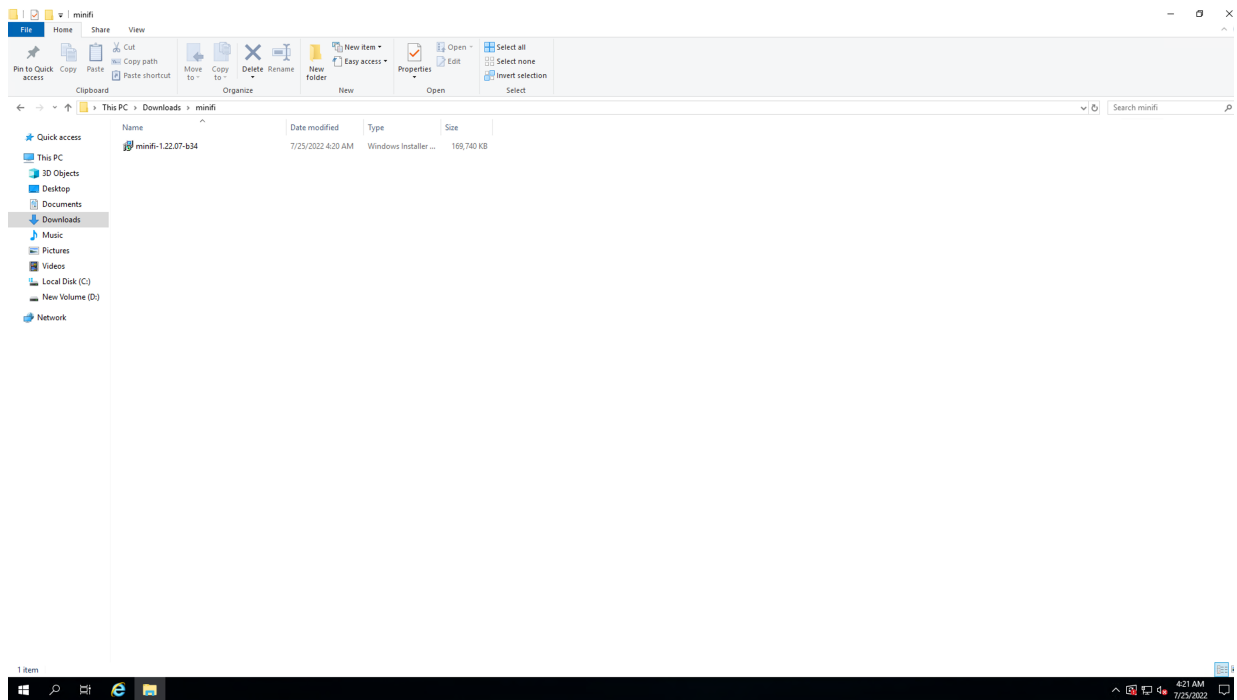 minifi
File Home Share View
Pin to Quick access
Copy
Paste
Cut
Copy path
Paste shortcut
Clipboard
Move to
Copy to
Delete
Rename
Organize
New folder
New item
Easy access
New
Properties
Open
Edit
Open
Select all
Select none
Invert selection
Select
This PC Downloads minifi
Search minifi
Name Date modified Type Size
minifi-1.22.07-b34 7/25/2022 4:20 AM Windows Installer ... 169,740 KB
Quick access
This PC
3D Objects
Desktop
Documents
Downloads
Music
Pictures
Videos
Local Disk (C:)
New Volume (D:)
Network
1 item
4:21 AM
7/25/2022